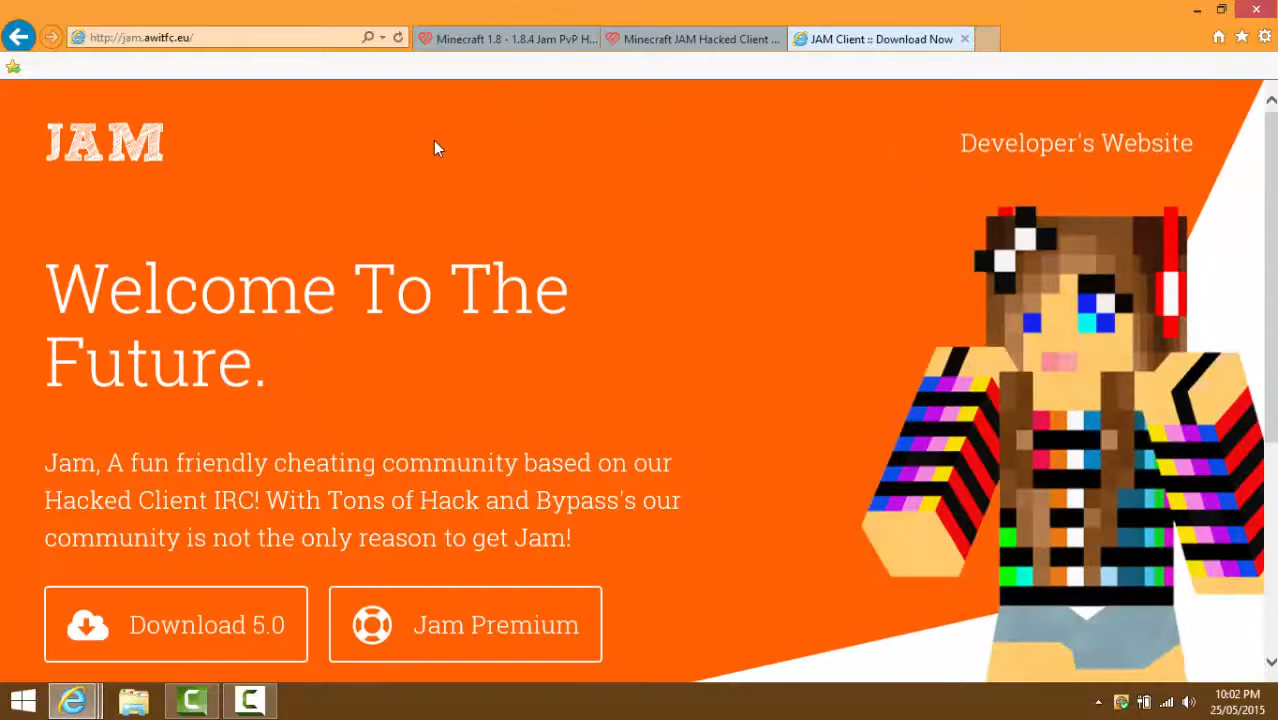 http://jam.awitfc.eu/
Minecraft 1.8 - 1.8.4 Jam PvP H...
Minecraft JAM Hacked Client ...
JAM Client :: Download Now
JAM
Developer's Website
Welcome To The
Future.
Jam, A fun friendly cheating community based on our
Hacked Client IRC! With Tons of Hack and Bypass's our
community is not the only reason to get Jam!
Download 5.0
Jam Premium
10:02 PM
25/05/2015